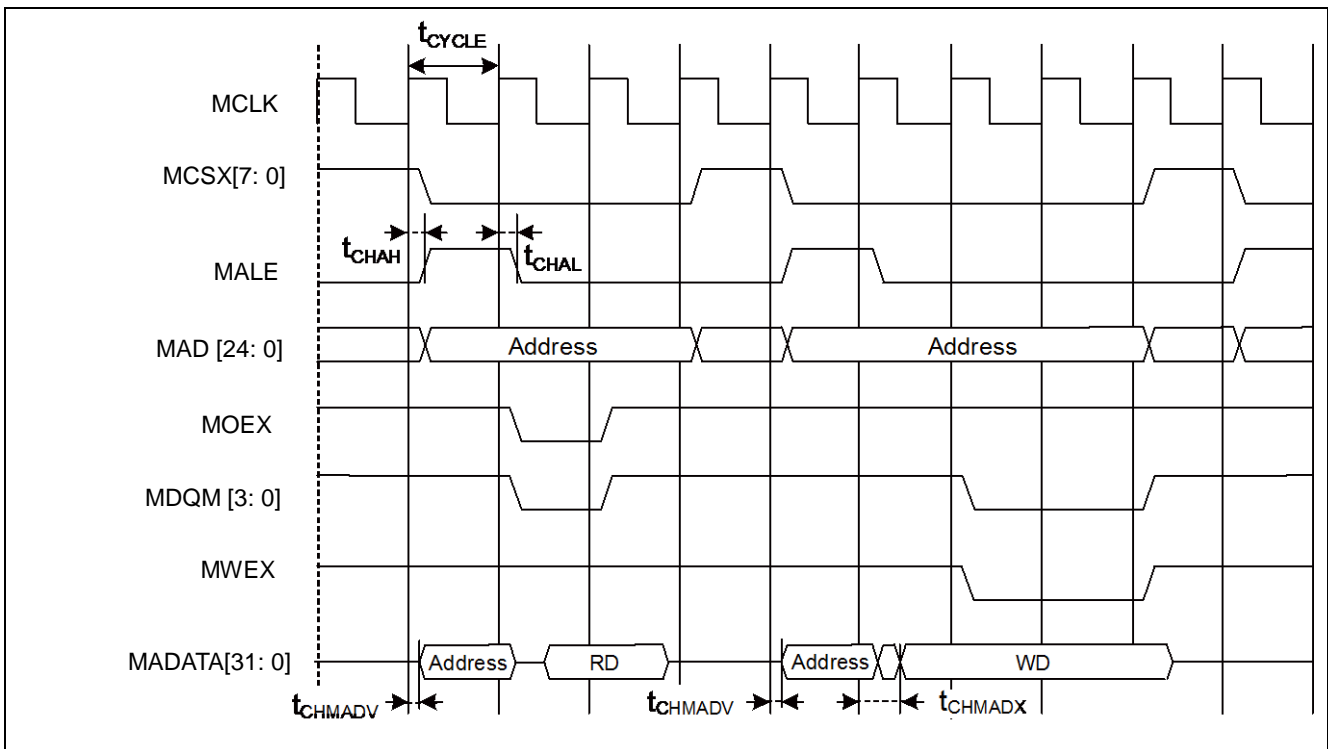 tCYCLE
MCLK
MCSX[7: 0]
tCHAH
tCHAL
MALE
MAD [24: 0]
Address
Address
MOEX
MDQM [3: 0]
MWEX
MADATA[31: 0]
Address
RD
Address
WD
tCHMADV
tCHMADV
tCHMADX